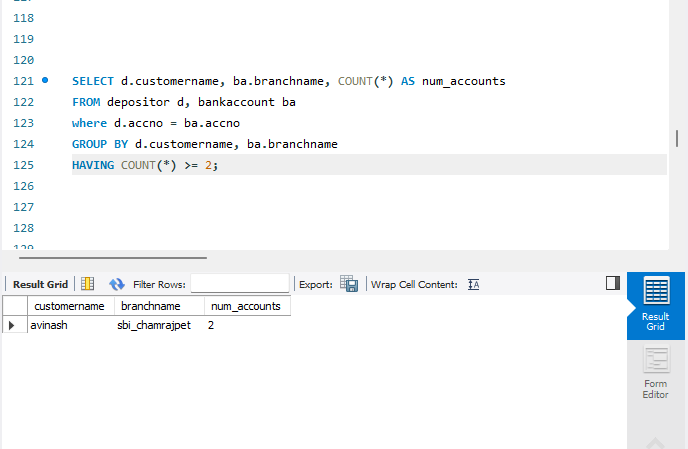 118
119
120
121 SELECT d.customername, ba.branchname, COUNT(*) AS num_accounts
122 FROM depositor d, bankaccount ba
123 where d.accno = ba.accno
124 GROUP BY d.customername, ba.branchname
125 HAVING COUNT(*) >= 2;
126
127
128
Result Grid Filter Rows: Export: Wrap Cell Content: IA
customername branchname num_accounts
avinash sbi_chamrajpet 2
Result
Grid
Form
Editor